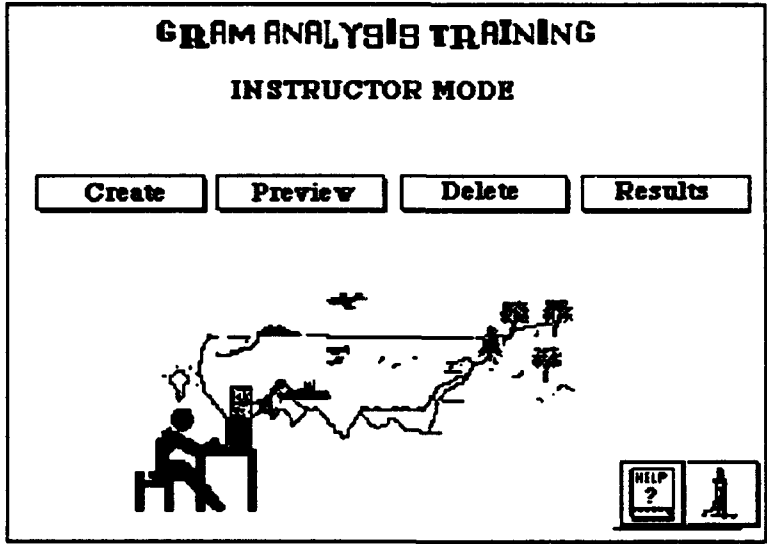 GRAM ANALYSIS TRAINING
INSTRUCTOR MODE
Create Preview Delete Results
HELP
?